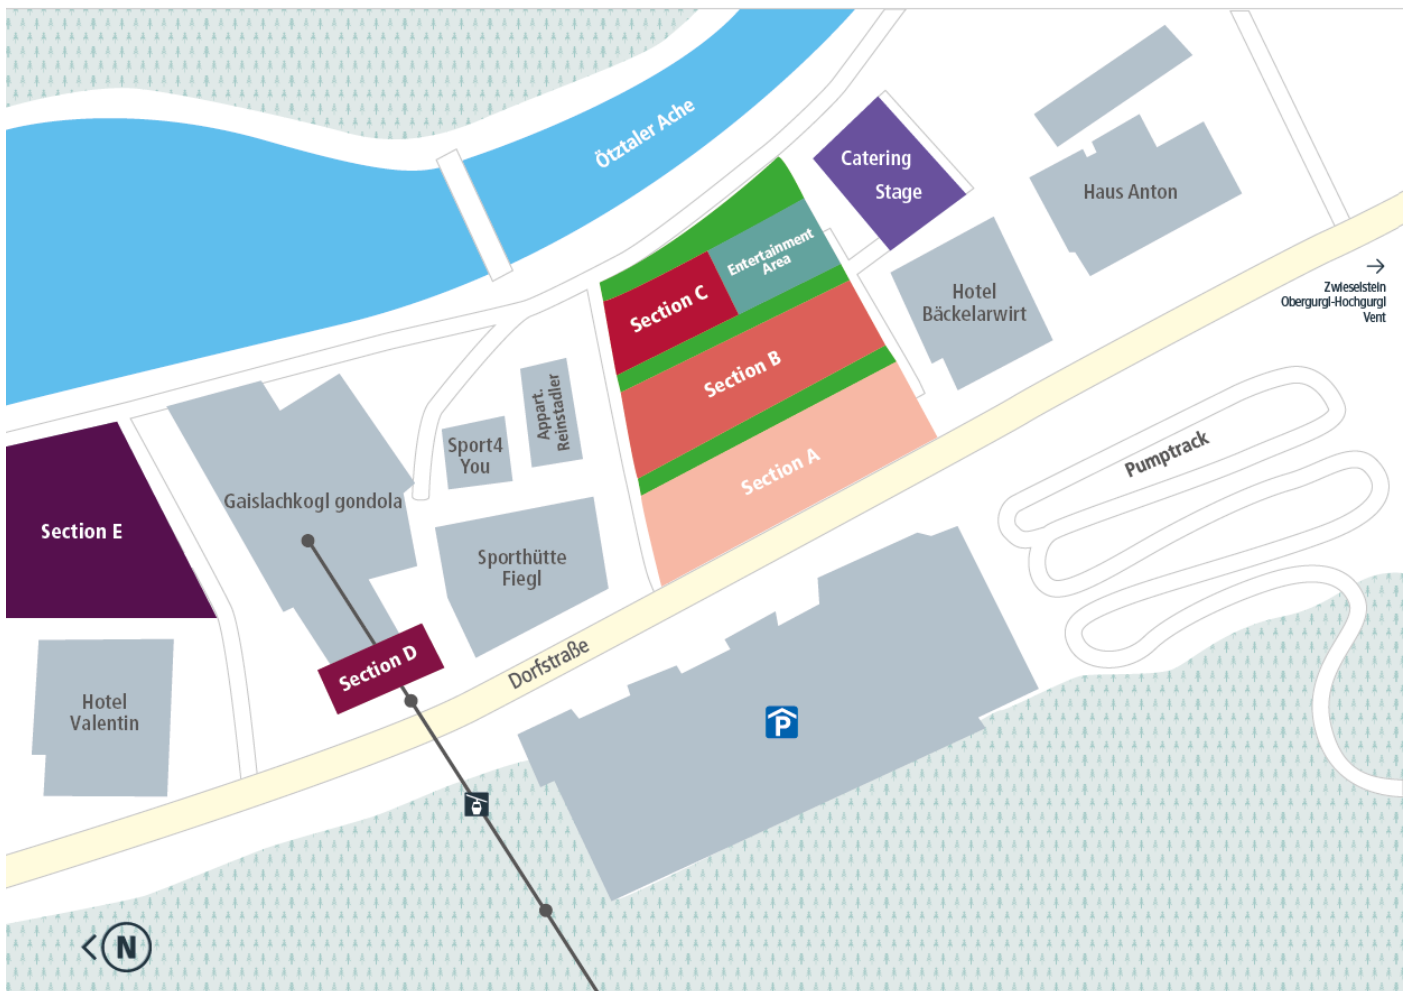 Ötztaler Ache
Catering
Stage
Haus Anton
Entertainment
Area
Section C
Hotel
Bäckelarwirt
Zwieselstein
Obergurgl-Hochgurgl
Vent
Section B
Appart.
Reinstadler
Sport4
You
Section A
Pumptrack
Gaislachkogl gondola
Section E
Sporthütte
Fiegl
Section D
Dorfstraße
Hotel
Valentin
P
N